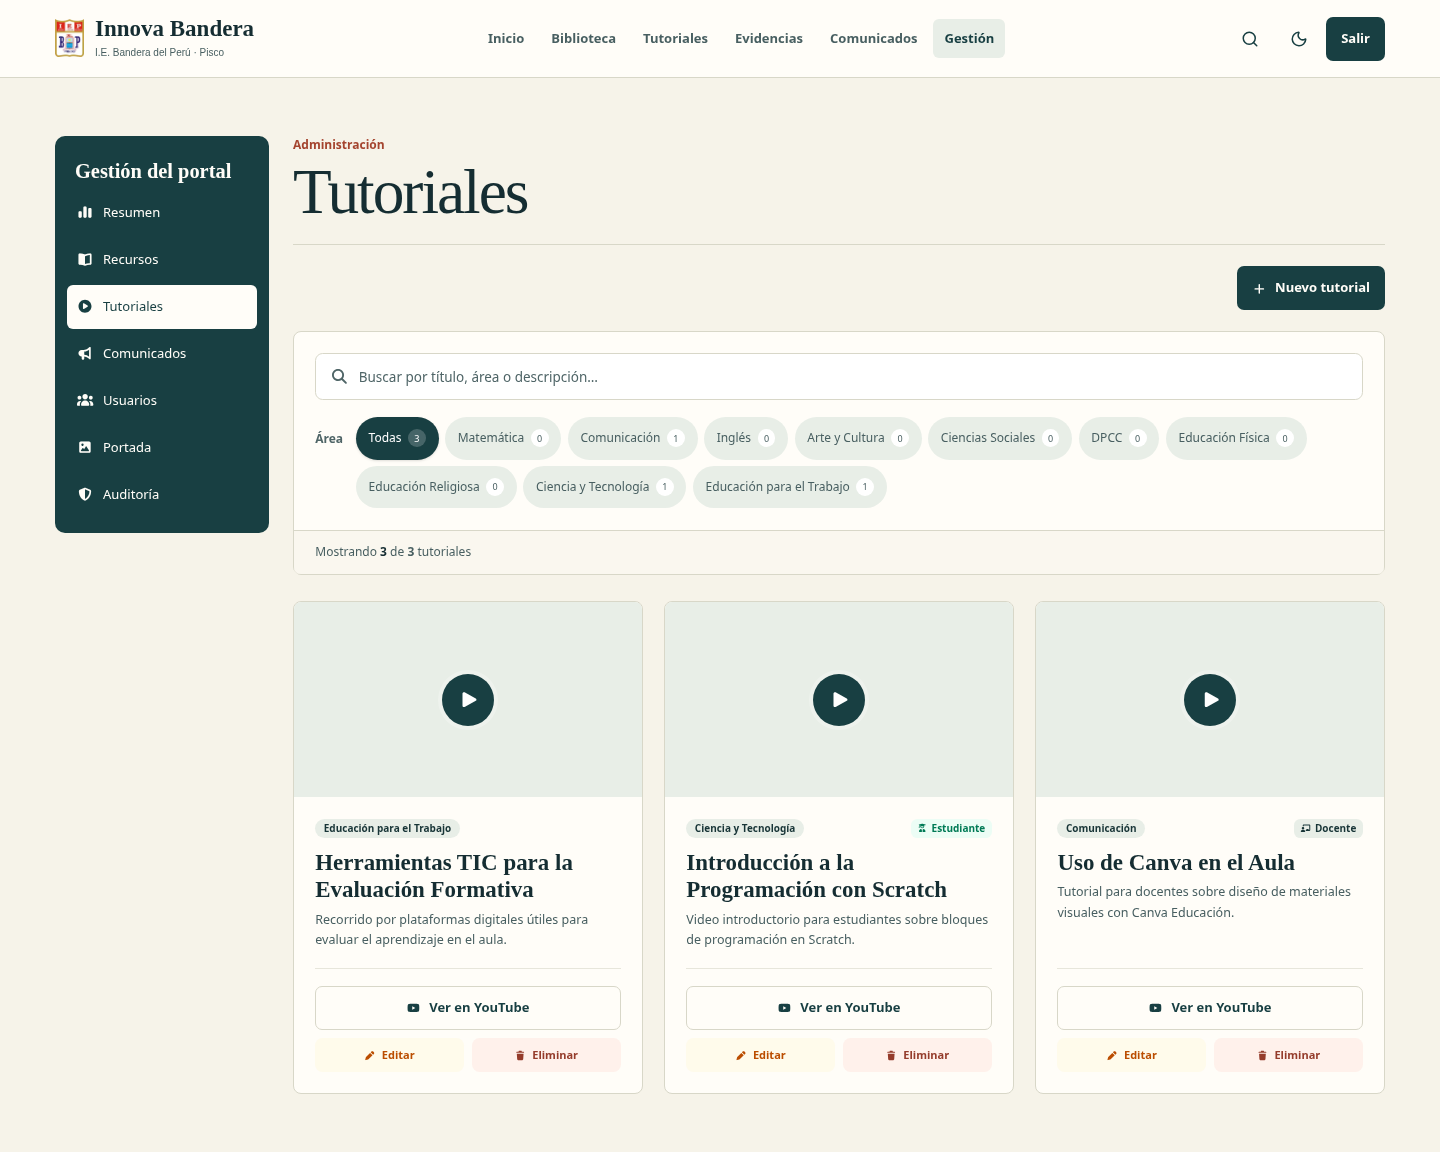 Innova Bandera
I.E. Bandera del Perú · Pisco
Inicio
Biblioteca
Tutoriales
Evidencias
Comunicados
Gestión
Salir
Gestión del portal
Resumen
Recursos
Tutoriales
Comunicados
Usuarios
Portada
Auditoría
Administración
Tutoriales
+ Nuevo tutorial
Buscar por título, área o descripción...
Área
Todas 3
Matemática 0
Comunicación 1
Inglés 0
Arte y Cultura 0
Ciencias Sociales 0
DPCC 0
Educación Física 0
Educación Religiosa 0
Ciencia y Tecnología 1
Educación para el Trabajo 1
Mostrando 3 de 3 tutoriales
Educación para el Trabajo
Herramientas TIC para la
Evaluación Formativa
Recorrido por plataformas digitales útiles para
evaluar el aprendizaje en el aula.
Ver en YouTube
Editar
Eliminar
Ciencia y Tecnología
Estudiante
Introducción a la
Programación con Scratch
Video introductorio para estudiantes sobre bloques
de programación en Scratch.
Ver en YouTube
Editar
Eliminar
Comunicación
Docente
Uso de Canva en el Aula
Tutorial para docentes sobre diseño de materiales
visuales con Canva Educación.
Ver en YouTube
Editar
Eliminar